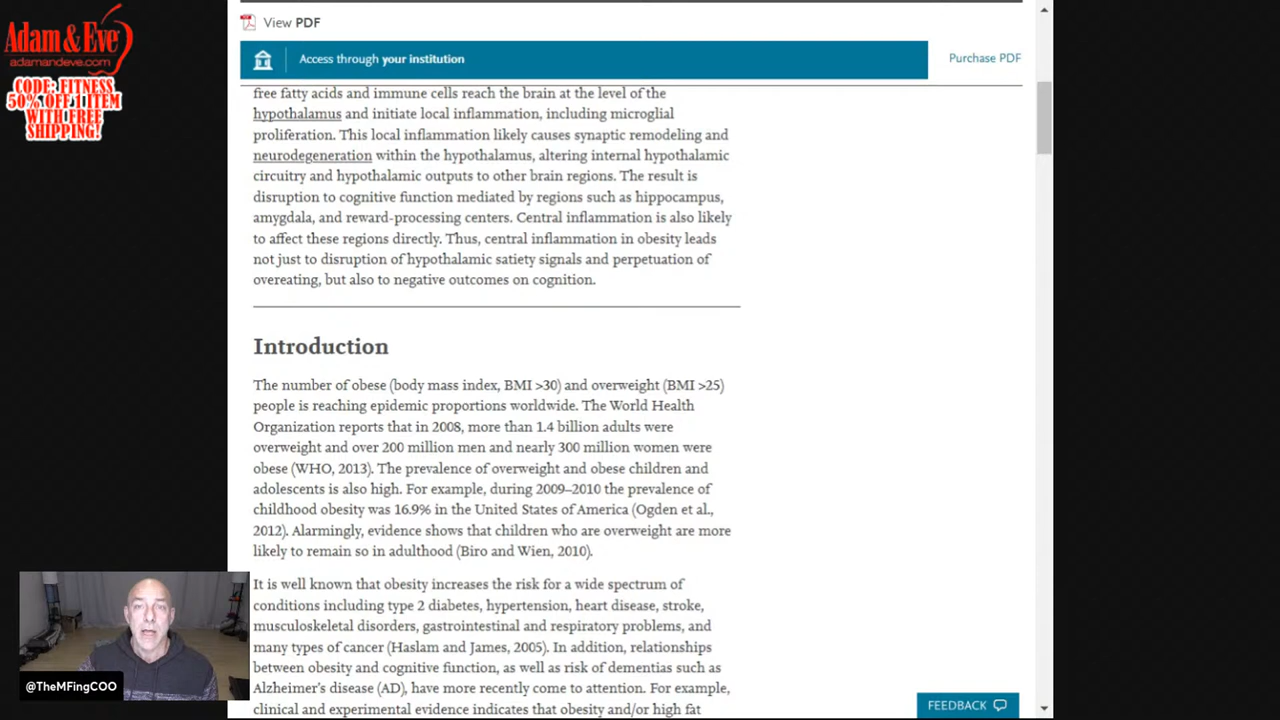 Adam & Eve
adamandeve.com
CODE: FITNESS
50% OFF 1 ITEM
WITH FREE
SHIPPING!
View PDF
Access through your institution
Purchase PDF
free fatty acids and immune cells reach the brain at the level of the
hypothalamus and initiate local inflammation, including microglial
proliferation. This local inflammation likely causes synaptic remodeling and
neurodegeneration within the hypothalamus, altering internal hypothalamic
circuitry and hypothalamic outputs to other brain regions. The result is
disruption to cognitive function mediated by regions such as hippocampus,
amygdala, and reward-processing centers. Central inflammation is also likely
to affect these regions directly. Thus, central inflammation in obesity leads
not just to disruption of hypothalamic satiety signals and perpetuation of
overeating, but also to negative outcomes on cognition.
Introduction
The number of obese (body mass index, BMI >30) and overweight (BMI >25)
people is reaching epidemic proportions worldwide. The World Health
Organization reports that in 2008, more than 1.4 billion adults were
overweight and over 200 million men and nearly 300 million women were
obese (WHO, 2013). The prevalence of overweight and obese children and
adolescents is also high. For example, during 2009–2010 the prevalence of
childhood obesity was 16.9% in the United States of America (Ogden et al.,
2012). Alarmingly, evidence shows that children who are overweight are more
likely to remain so in adulthood (Biro and Wien, 2010).
It is well known that obesity increases the risk for a wide spectrum of
conditions including type 2 diabetes, hypertension, heart disease, stroke,
musculoskeletal disorders, gastrointestinal and respiratory problems, and
many types of cancer (Haslam and James, 2005). In addition, relationships
between obesity and cognitive function, as well as risk of dementias such as
Alzheimer's disease (AD), have more recently come to attention. For example,
clinical and experimental evidence indicates that obesity and/or high fat
@TheMFingCOO
FEEDBACK